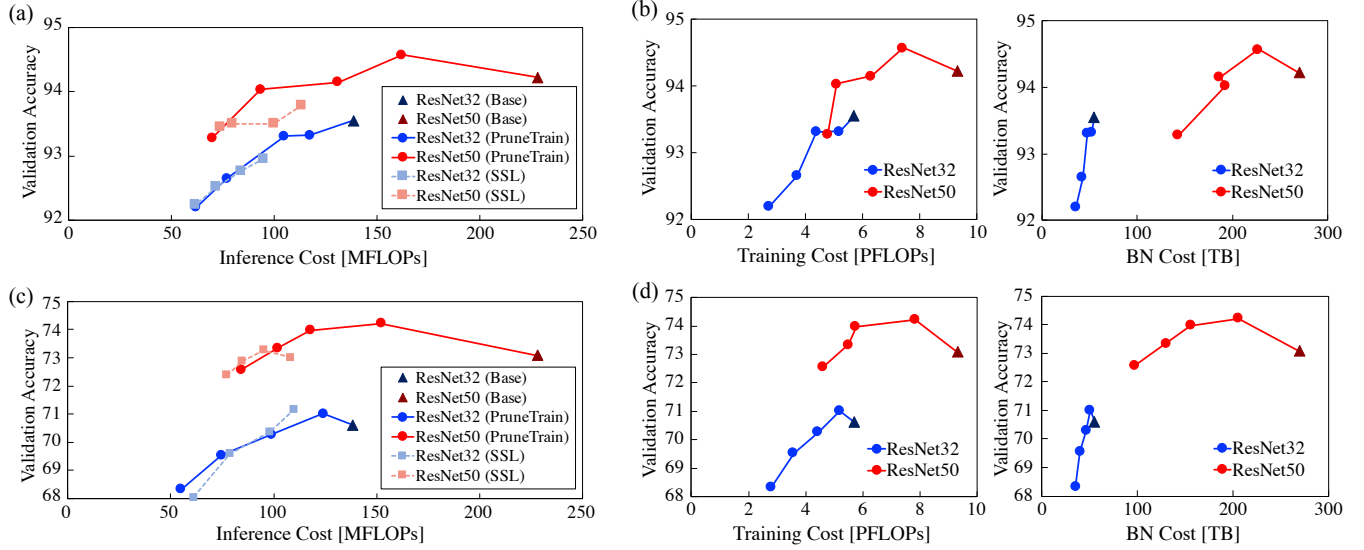 (a)
95
94
93
92
Validation Accuracy
0
50
100
150
200
250
Inference Cost [MFLOPs]
ResNet32 (Base)
ResNet50 (Base)
ResNet32 (PruneTrain)
ResNet50 (PruneTrain)
ResNet32 (SSL)
ResNet50 (SSL)
(b)
95
94
93
92
Validation Accuracy
0
2
4
6
8
10
Training Cost [PFLOPs]
ResNet32
ResNet50
95
94
93
92
Validation Accuracy
0
100
200
300
BN Cost [TB]
ResNet32
ResNet50
(c)
75
74
73
72
71
70
69
68
Validation Accuracy
0
50
100
150
200
250
Inference Cost [MFLOPs]
ResNet32 (Base)
ResNet50 (Base)
ResNet32 (PruneTrain)
ResNet50 (PruneTrain)
ResNet32 (SSL)
ResNet50 (SSL)
(d)
75
74
73
72
71
70
69
68
Validation Accuracy
0
2
4
6
8
10
Training Cost [PFLOPs]
ResNet32
ResNet50
75
74
73
72
71
70
69
68
Validation Accuracy
0
100
200
300
BN Cost [TB]
ResNet32
ResNet50